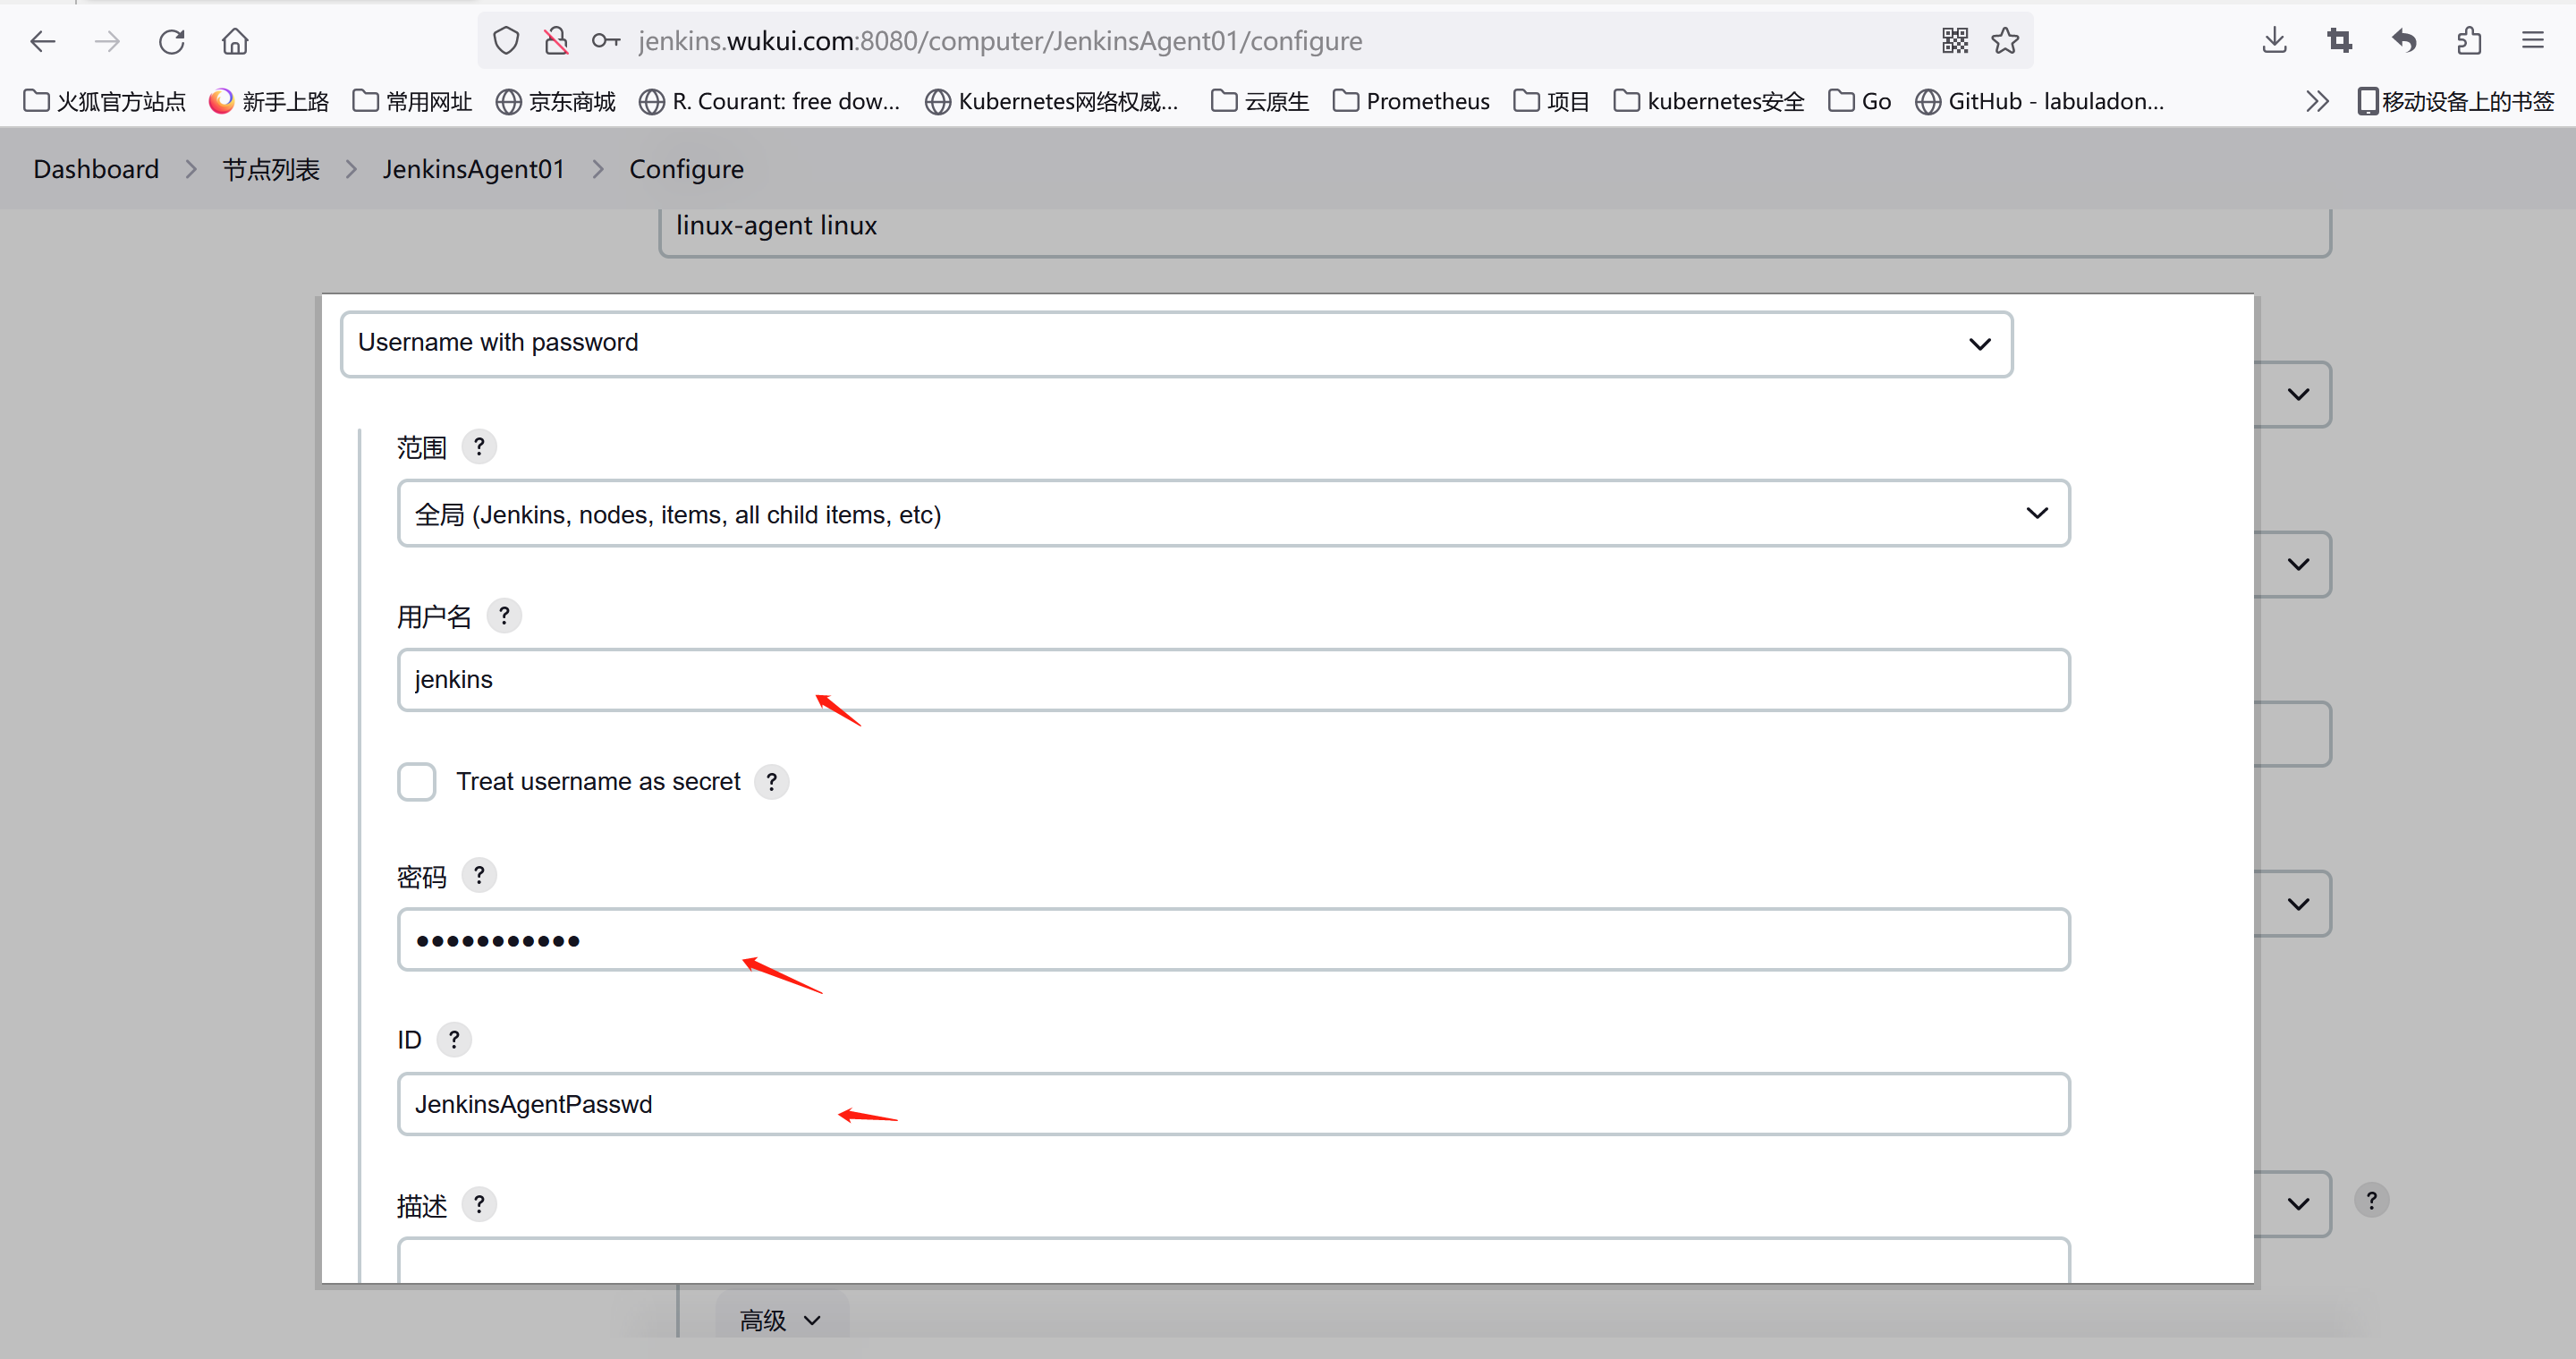 jenkins.wukui.com:8080/computer/JenkinsAgent01/configure
火狐官方站点 新手上路 常用网址 京东商城 R. Courant: free dow... Kubernetes网络权威... 云原生 Prometheus 项目 kubernetes安全 Go GitHub - labuladon... 移动设备上的书签
Dashboard > 节点列表 > JenkinsAgent01 > Configure
linux-agent linux
Username with password
范围 ?
全局 (Jenkins, nodes, items, all child items, etc)
用户名 ?
jenkins
Treat username as secret ?
密码 ?
●●●●●●●●●●●
ID ?
JenkinsAgentPasswd
描述 ?
?
高级